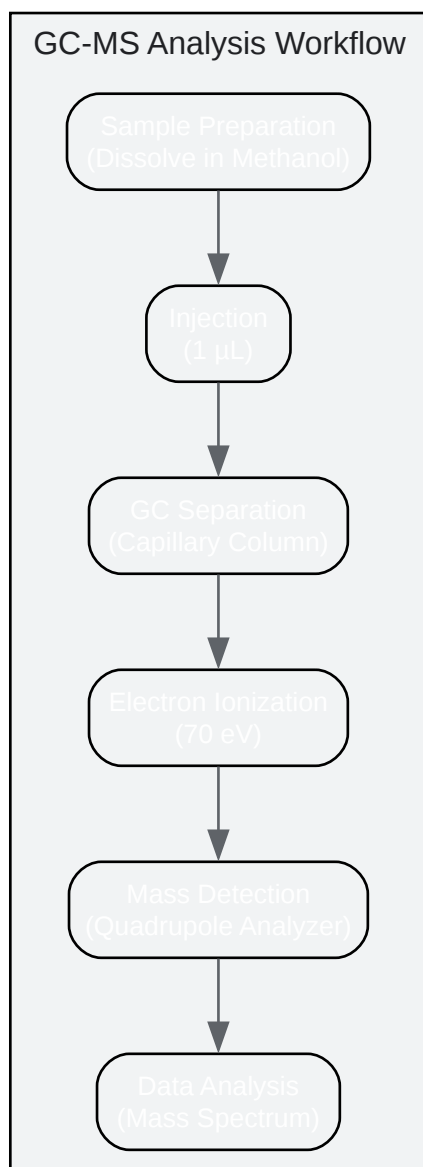 GC-MS Analysis Workflow
Sample Preparation
(Dissolve in Methanol)
Injection
(1 µL)
GC Separation
(Capillary Column)
Electron Ionization
(70 eV)
Mass Detection
(Quadrupole Analyzer)
Data Analysis
(Mass Spectrum)